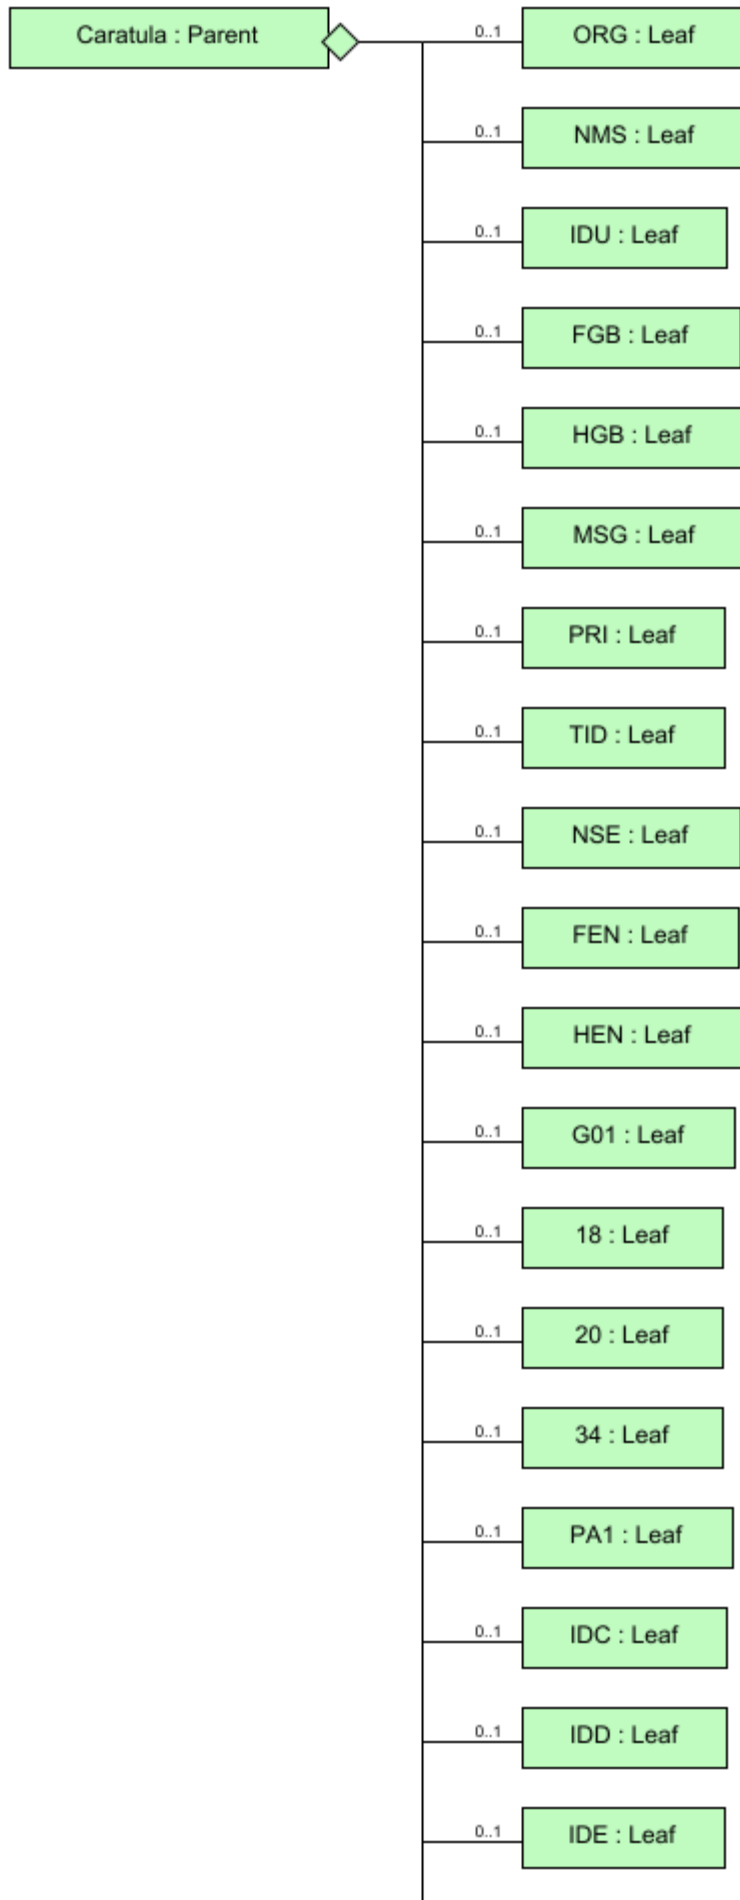 Caratula : Parent
0..1 ORG : Leaf
0..1 NMS : Leaf
0..1 IDU : Leaf
0..1 FGB : Leaf
0..1 HGB : Leaf
0..1 MSG : Leaf
0..1 PRI : Leaf
0..1 TID : Leaf
0..1 NSE : Leaf
0..1 FEN : Leaf
0..1 HEN : Leaf
0..1 G01 : Leaf
0..1 18 : Leaf
0..1 20 : Leaf
0..1 34 : Leaf
0..1 PA1 : Leaf
0..1 IDC : Leaf
0..1 IDD : Leaf
0..1 IDE : Leaf